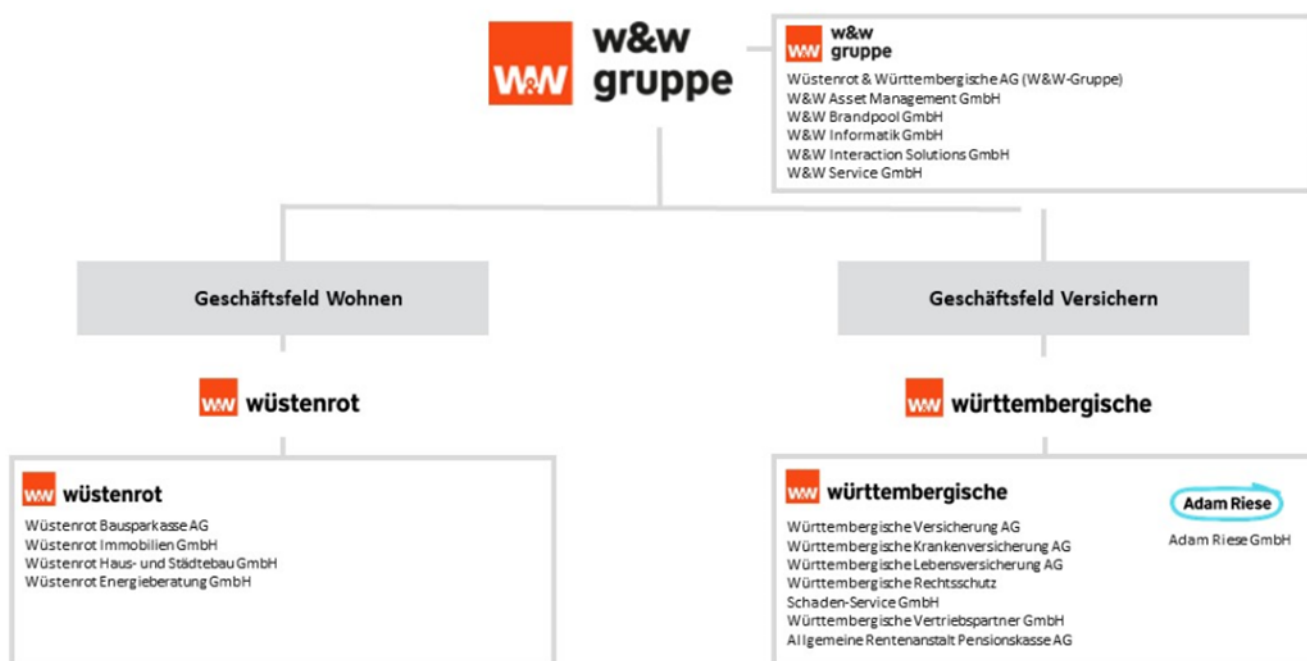 W&W
w&w
gruppe
W&W
w&w
gruppe
Wüstenrot & Württembergische AG (W&W-Gruppe)
W&W Asset Management GmbH
W&W Brandpool GmbH
W&W Informatik GmbH
W&W Interaction Solutions GmbH
W&W Service GmbH
Geschäftsfeld Wohnen
Geschäftsfeld Versichern
W&W wüstenrot
W&W württembergische
W&W wüstenrot
Wüstenrot Bausparkasse AG
Wüstenrot Immobilien GmbH
Wüstenrot Haus- und Städtebau GmbH
Wüstenrot Energieberatung GmbH
W&W württembergische
Württembergische Versicherung AG
Württembergische Krankenversicherung AG
Württembergische Lebensversicherung AG
Württembergische Rechtsschutz
Schaden-Service GmbH
Württembergische Vertriebspartner GmbH
Allgemeine Rentenanstalt Pensionskasse AG
Adam Riese
Adam Riese GmbH